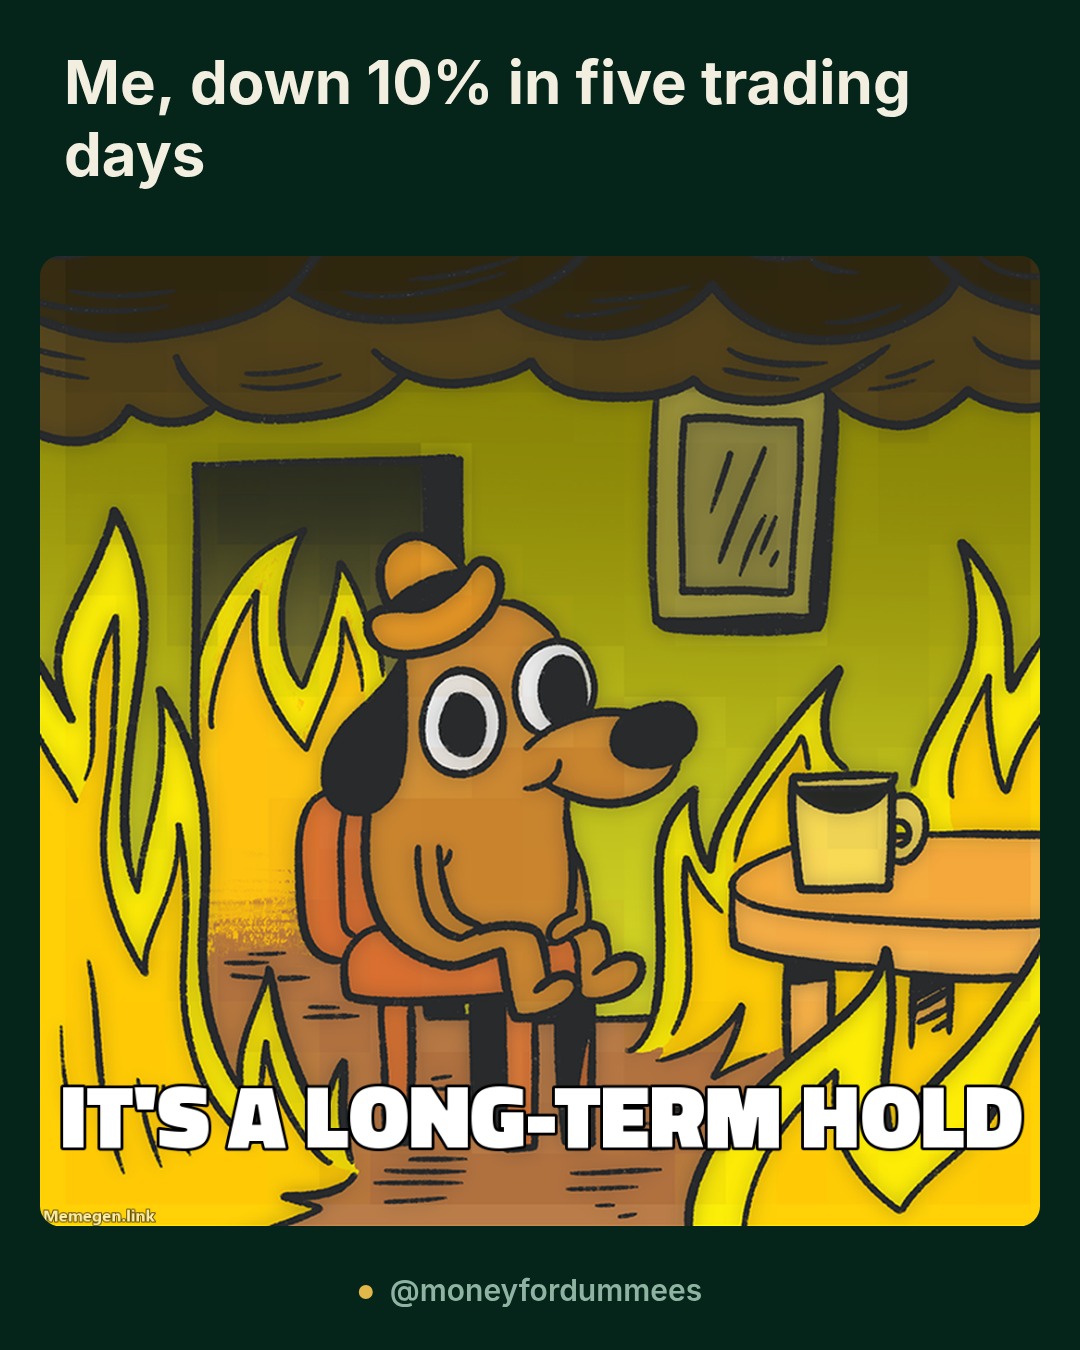 Me, down 10% in five trading
days
IT'S A LONG-TERM HOLD
Memegen.link
@moneyfordummees